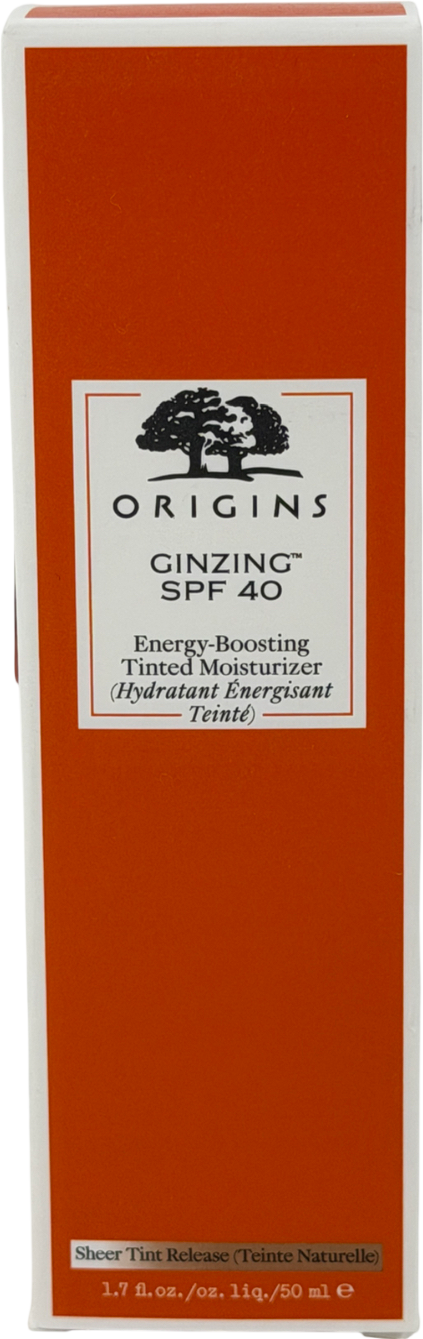 ORIGINS
GINZING™
SPF 40
Energy-Boosting
Tinted Moisturizer
(Hydratant Énergisant
Teinté)
Sheer Tint Release (Teinte Naturelle)
1.7 fl.oz./oz. liq./50 ml ℮